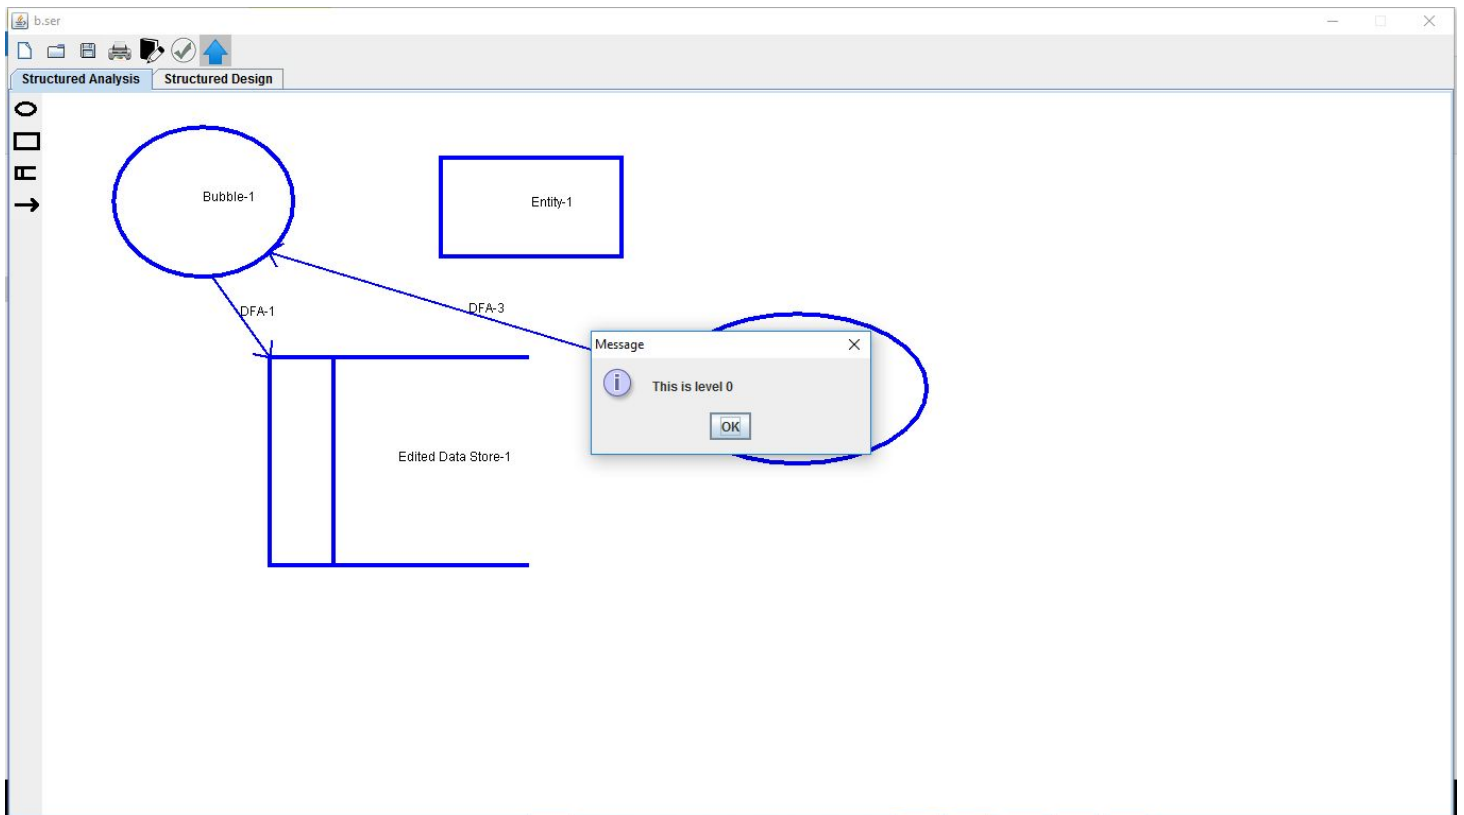 b.ser
Structured Analysis Structured Design
Bubble-1
Entity-1
DFA-1
DFA-3
Message
This is level 0
OK
Edited Data Store-1